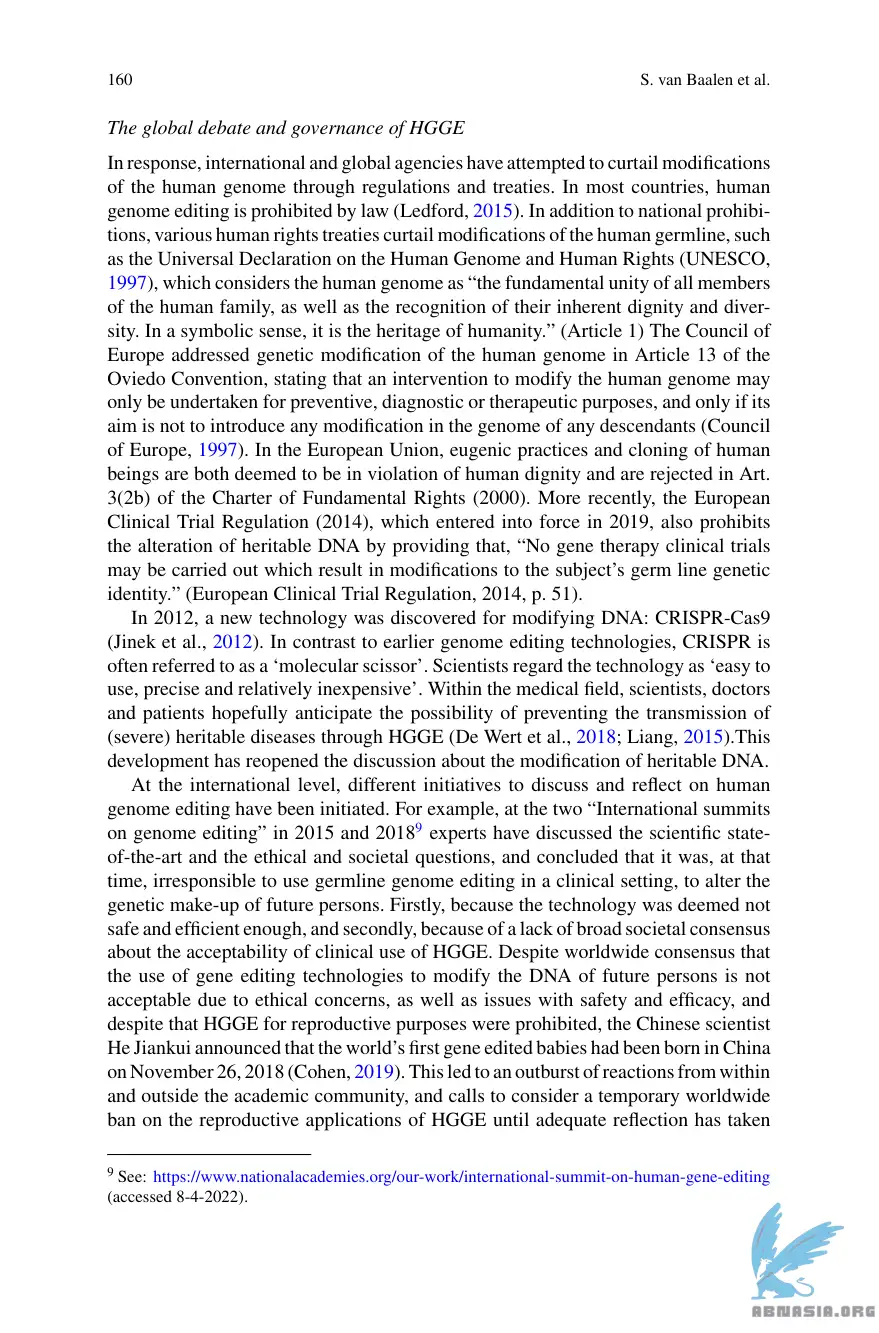 160 S. van Baalen et al.
The global debate and governance of HGGE
In response, international and global agencies have attempted to curtail modifications
of the human genome through regulations and treaties. In most countries, human
genome editing is prohibited by law (Ledford, 2015). In addition to national prohibi-
tions, various human rights treaties curtail modifications of the human germline, such
as the Universal Declaration on the Human Genome and Human Rights (UNESCO,
1997), which considers the human genome as “the fundamental unity of all members
of the human family, as well as the recognition of their inherent dignity and diver-
sity. In a symbolic sense, it is the heritage of humanity.” (Article 1) The Council of
Europe addressed genetic modification of the human genome in Article 13 of the
Oviedo Convention, stating that an intervention to modify the human genome may
only be undertaken for preventive, diagnostic or therapeutic purposes, and only if its
aim is not to introduce any modification in the genome of any descendants (Council
of Europe, 1997). In the European Union, eugenic practices and cloning of human
beings are both deemed to be in violation of human dignity and are rejected in Art.
3(2b) of the Charter of Fundamental Rights (2000). More recently, the European
Clinical Trial Regulation (2014), which entered into force in 2019, also prohibits
the alteration of heritable DNA by providing that, “No gene therapy clinical trials
may be carried out which result in modifications to the subject’s germ line genetic
identity.” (European Clinical Trial Regulation, 2014, p. 51).
In 2012, a new technology was discovered for modifying DNA: CRISPR-Cas9
(Jinek et al., 2012). In contrast to earlier genome editing technologies, CRISPR is
often referred to as a ‘molecular scissor’. Scientists regard the technology as ‘easy to
use, precise and relatively inexpensive’. Within the medical field, scientists, doctors
and patients hopefully anticipate the possibility of preventing the transmission of
(severe) heritable diseases through HGGE (De Wert et al., 2018; Liang, 2015).This
development has reopened the discussion about the modification of heritable DNA.
At the international level, different initiatives to discuss and reflect on human
genome editing have been initiated. For example, at the two “International summits
on genome editing” in 2015 and 2018⁹ experts have discussed the scientific state-
of-the-art and the ethical and societal questions, and concluded that it was, at that
time, irresponsible to use germline genome editing in a clinical setting, to alter the
genetic make-up of future persons. Firstly, because the technology was deemed not
safe and efficient enough, and secondly, because of a lack of broad societal consensus
about the acceptability of clinical use of HGGE. Despite worldwide consensus that
the use of gene editing technologies to modify the DNA of future persons is not
acceptable due to ethical concerns, as well as issues with safety and efficacy, and
despite that HGGE for reproductive purposes were prohibited, the Chinese scientist
He Jiankui announced that the world’s first gene edited babies had been born in China
on November 26, 2018 (Cohen, 2019). This led to an outburst of reactions from within
and outside the academic community, and calls to consider a temporary worldwide
ban on the reproductive applications of HGGE until adequate reflection has taken
⁹ See: https://www.nationalacademies.org/our-work/international-summit-on-human-gene-editing
(accessed 8-4-2022).
ABNASIA.ORG